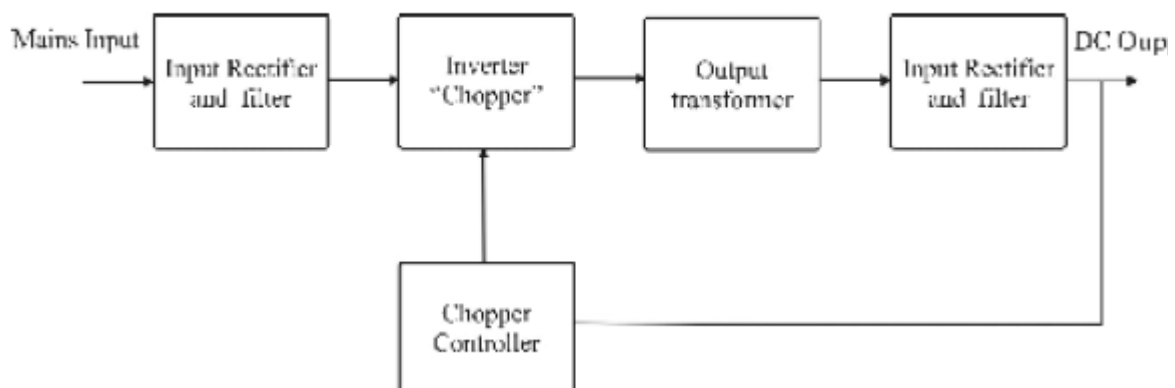 Mains Input
Input Rectifier
and filter
Inverter
"Chopper"
Output
transformer
Input Rectifier
and filter
DC Oup
Chopper
Controller